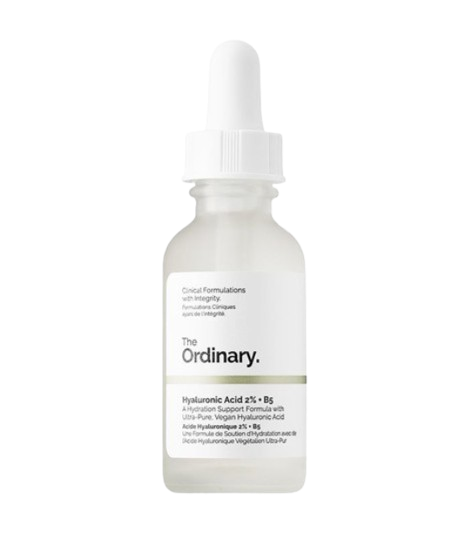 Clinical Formulations
with Integrity.
Formulations Cliniques
ayant de l'intégrité.
The
Ordinary.
Hyaluronic Acid 2% + B5
A Hydration Support Formula with
Ultra-Pure, Vegan Hyaluronic Acid
Acide Hyaluronique 2% + B5
Une Formule de Soutien d'Hydratation avec de
l'Acide Hyaluronique Végétalien Ultra-Pur